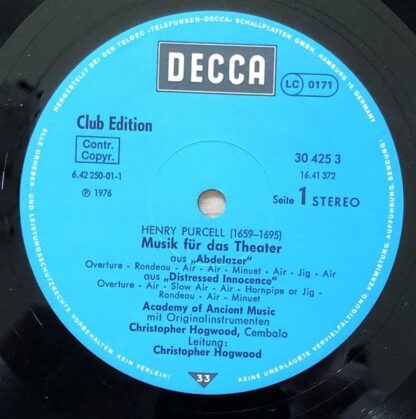 HERGESTELLT BEI DER TELDEC »TELEFUNKEN-DECCA« SCHALLPLATTEN GMBH, HAMBURG IN GERMANY
DECCA
LC 0171
Club Edition
Contr.
Copyr.
30 425 3
16.41 372
6.42 250-01-1
℗ 1976
Seite 1 STEREO
HENRY PURCELL (1659–1695)
Musik für das Theater
aus „Abdelazer"
Overture - Rondeau - Air - Air - Minuet - Air - Jig - Air
aus „Distressed Innocence"
Overture - Air - Slow Air - Air - Hornpipe or Jig -
Rondeau - Air - Minuet
Academy of Ancient Music
mit Originalinstrumenten
Christopher Hogwood, Cembalo
Leitung:
Christopher Hogwood
33
ALLE URHEBER- UND LEISTUNGSSCHUTZRECHTE VORBEHALTEN KEIN VERLEIH!
KEINE UNERLAUBTE VERVIELFÄLTIGUNG, VERMIETUNG, AUFFÜHRUNG, SENDUNG!